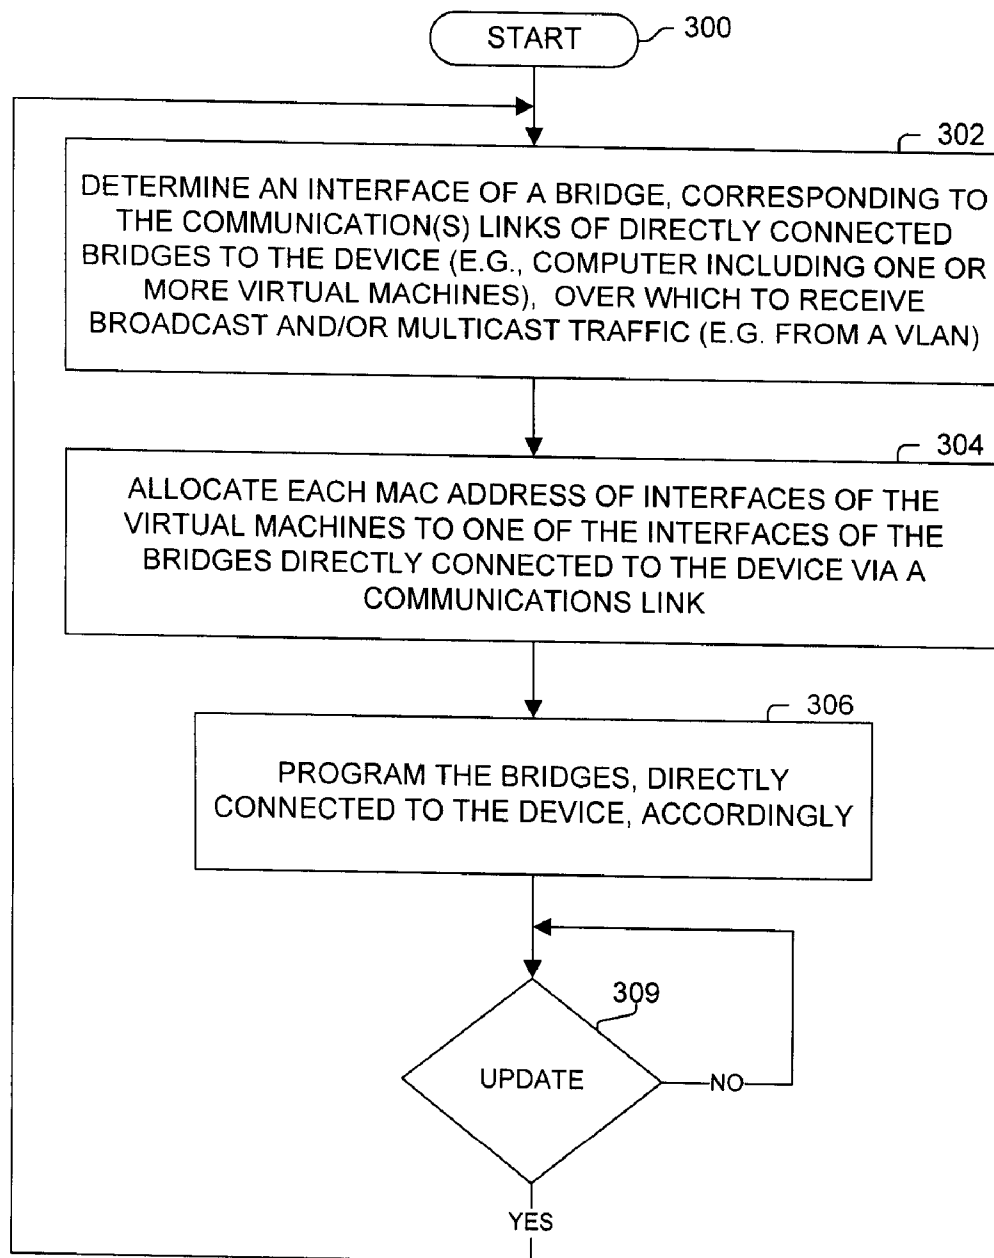 START
300
302
DETERMINE AN INTERFACE OF A BRIDGE, CORRESPONDING TO
THE COMMUNICATION(S) LINKS OF DIRECTLY CONNECTED
BRIDGES TO THE DEVICE (E.G., COMPUTER INCLUDING ONE OR
MORE VIRTUAL MACHINES), OVER WHICH TO RECEIVE
BROADCAST AND/OR MULTICAST TRAFFIC (E.G. FROM A VLAN)
304
ALLOCATE EACH MAC ADDRESS OF INTERFACES OF THE
VIRTUAL MACHINES TO ONE OF THE INTERFACES OF THE
BRIDGES DIRECTLY CONNECTED TO THE DEVICE VIA A
COMMUNICATIONS LINK
306
PROGRAM THE BRIDGES, DIRECTLY
CONNECTED TO THE DEVICE, ACCORDINGLY
309
UPDATE
NO
YES